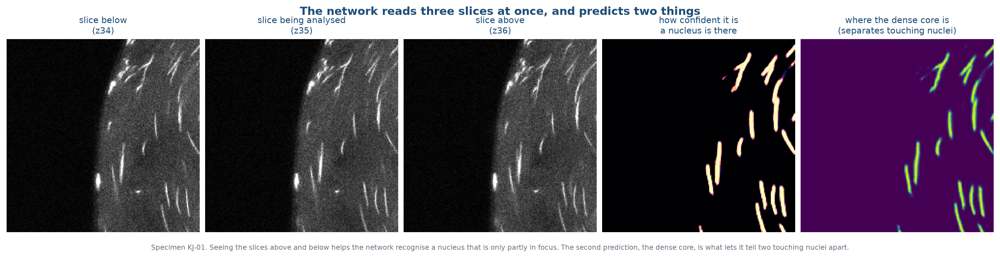 The network reads three slices at once, and predicts two things
slice below
(z34)
slice being analysed
(z35)
slice above
(z36)
how confident it is
a nucleus is there
where the dense core is
(separates touching nuclei)
Specimen KJ-01. Seeing the slices above and below helps the network recognise a nucleus that is only partly in focus. The second prediction, the dense core, is what lets it tell two touching nuclei apart.